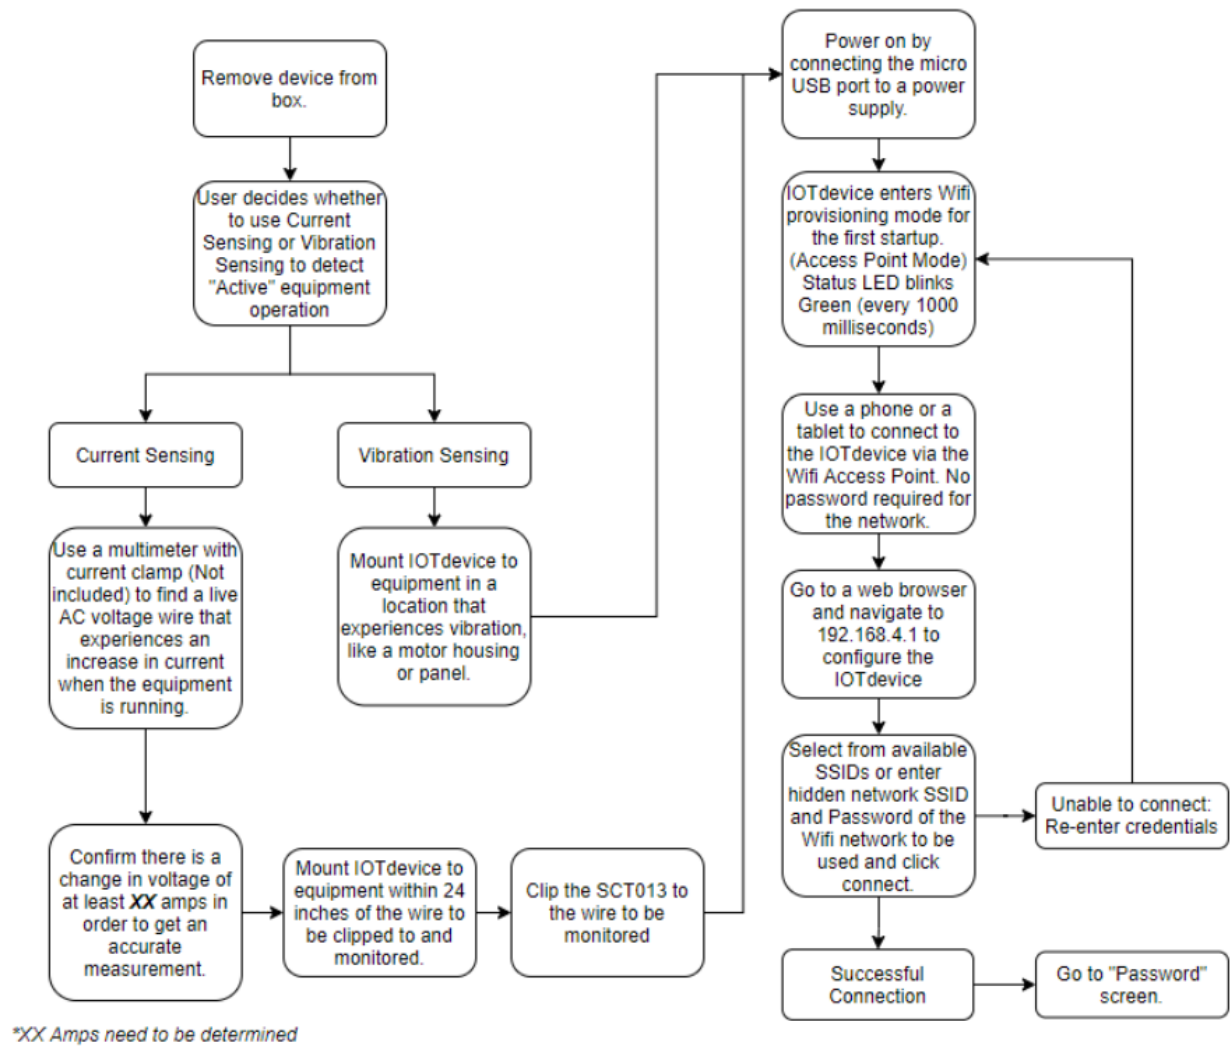 Remove device from
box.
User decides whether
to use Current
Sensing or Vibration
Sensing to detect
"Active" equipment
operation
Current Sensing
Vibration Sensing
Use a multimeter with
current clamp (Not
included) to find a live
AC voltage wire that
experiences an
increase in current
when the equipment
is running.
Mount IOTdevice to
equipment in a
location that
experiences vibration,
like a motor housing
or panel.
Confirm there is a
change in voltage of
at least XX amps in
order to get an
accurate
measurement.
Mount IOTdevice to
equipment within 24
inches of the wire to
be clipped to and
monitored.
Clip the SCT013 to
the wire to be
monitored
Power on by
connecting the micro
USB port to a power
supply.
IOTdevice enters Wifi
provisioning mode for
the first startup.
(Access Point Mode)
Status LED blinks
Green (every 1000
milliseconds)
Use a phone or a
tablet to connect to
the IOTdevice via the
Wifi Access Point. No
password required for
the network.
Go to a web browser
and navigate to
192.168.4.1 to
configure the
IOTdevice
Select from available
SSIDs or enter
hidden network SSID
and Password of the
Wifi network to be
used and click
connect.
Unable to connect:
Re-enter credentials
Successful
Connection
Go to "Password"
screen.
*XX Amps need to be determined